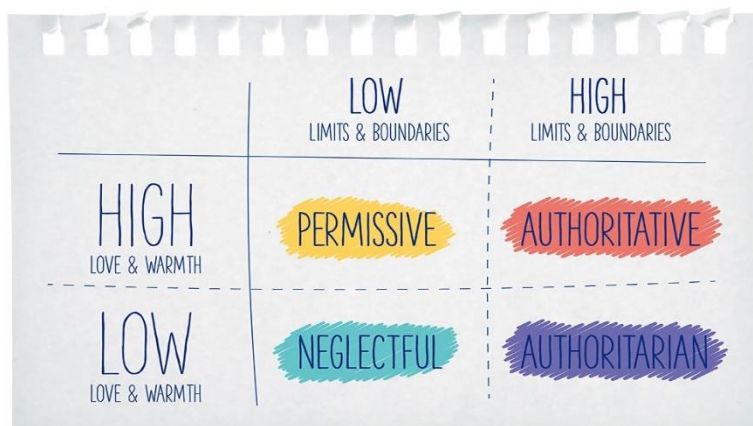 LOW
LIMITS & BOUNDARIES
HIGH
LIMITS & BOUNDARIES
HIGH
LOVE & WARMTH
PERMISSIVE
AUTHORITATIVE
LOW
LOVE & WARMTH
NEGLECTFUL
AUTHORITARIAN